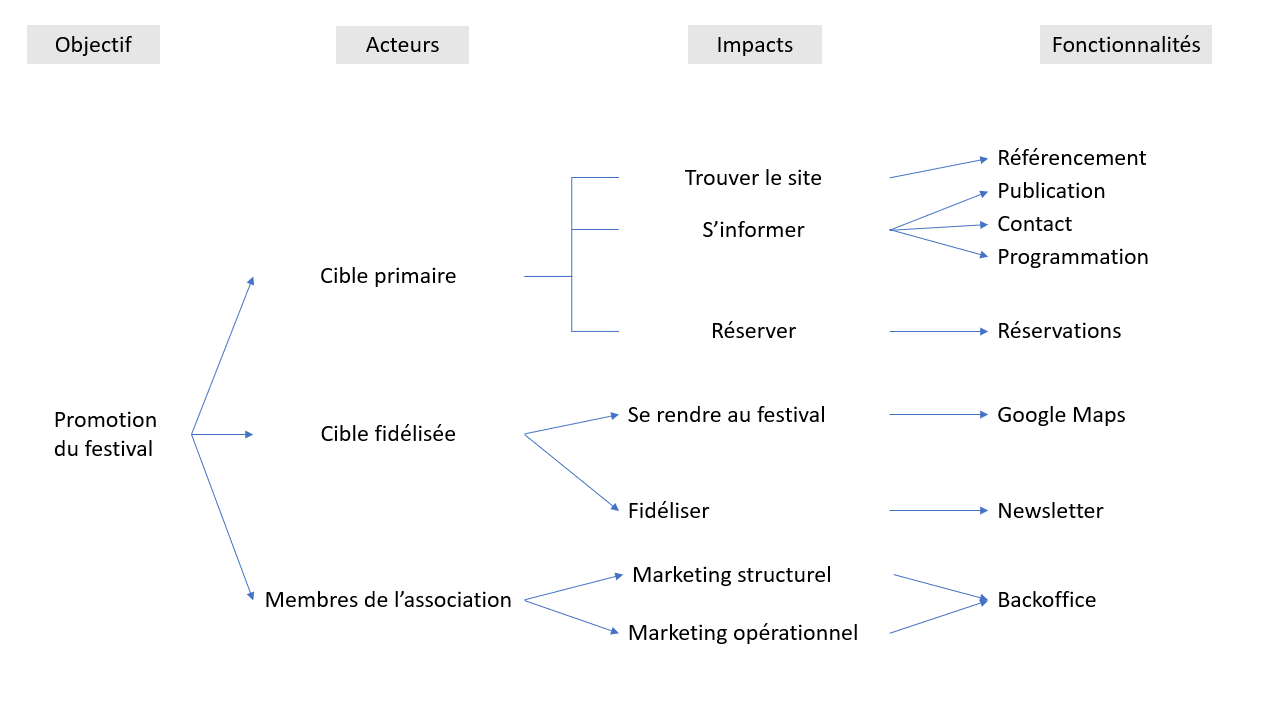 Objectif
Acteurs
Impacts
Fonctionnalités
Trouver le site
Référencement
S’informer
Publication
Contact
Programmation
Cible primaire
Réserver
Réservations
Promotion
du festival
Cible fidélisée
Se rendre au festival
Google Maps
Fidéliser
Newsletter
Membres de l’association
Marketing structurel
Marketing opérationnel
Backoffice